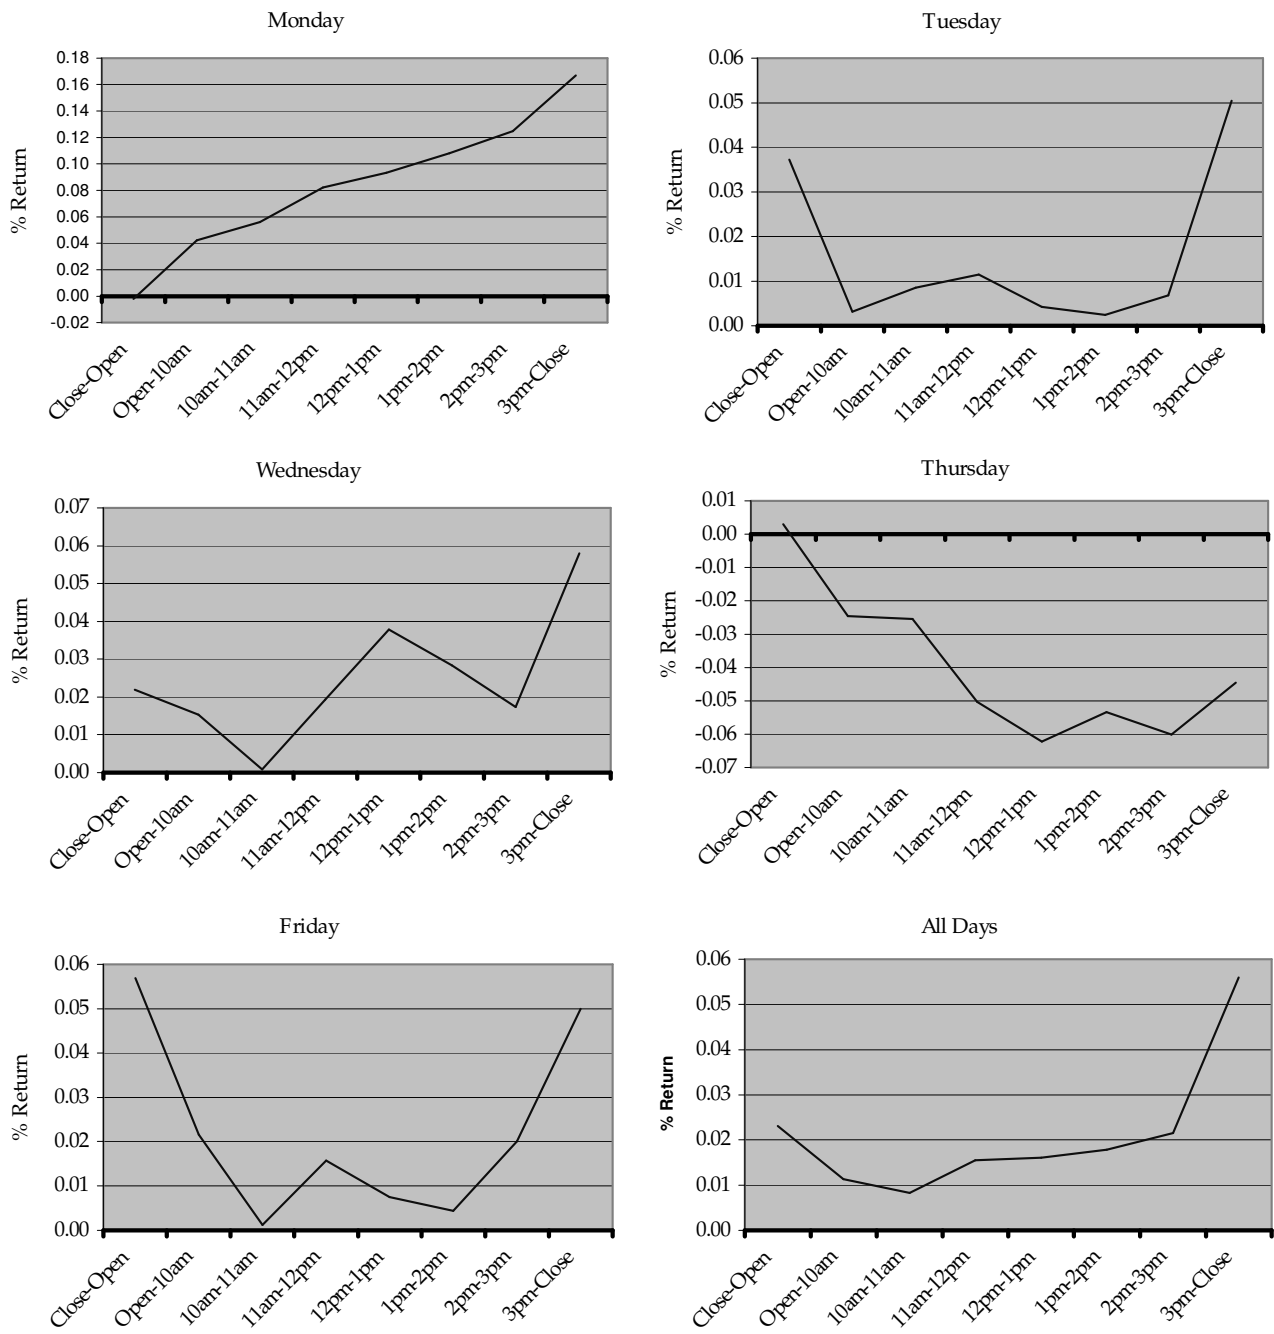 Monday
% Return
0.18
0.16
0.14
0.12
0.10
0.08
0.06
0.04
0.02
0.00
-0.02
Close-Open
Open-10am
10am-11am
11am-12pm
12pm-1pm
1pm-2pm
2pm-3pm
3pm-Close
Tuesday
% Return
0.06
0.05
0.04
0.03
0.02
0.01
0.00
Close-Open
Open-10am
10am-11am
11am-12pm
12pm-1pm
1pm-2pm
2pm-3pm
3pm-Close
Wednesday
% Return
0.07
0.06
0.05
0.04
0.03
0.02
0.01
0.00
Close-Open
Open-10am
10am-11am
11am-12pm
12pm-1pm
1pm-2pm
2pm-3pm
3pm-Close
Thursday
% Return
0.01
0.00
-0.01
-0.02
-0.03
-0.04
-0.05
-0.06
-0.07
Close-Open
Open-10am
10am-11am
11am-12pm
12pm-1pm
1pm-2pm
2pm-3pm
3pm-Close
Friday
% Return
0.06
0.05
0.04
0.03
0.02
0.01
0.00
Close-Open
Open-10am
10am-11am
11am-12pm
12pm-1pm
1pm-2pm
2pm-3pm
3pm-Close
All Days
% Return
0.06
0.05
0.04
0.03
0.02
0.01
0.00
Close-Open
Open-10am
10am-11am
11am-12pm
12pm-1pm
1pm-2pm
2pm-3pm
3pm-Close